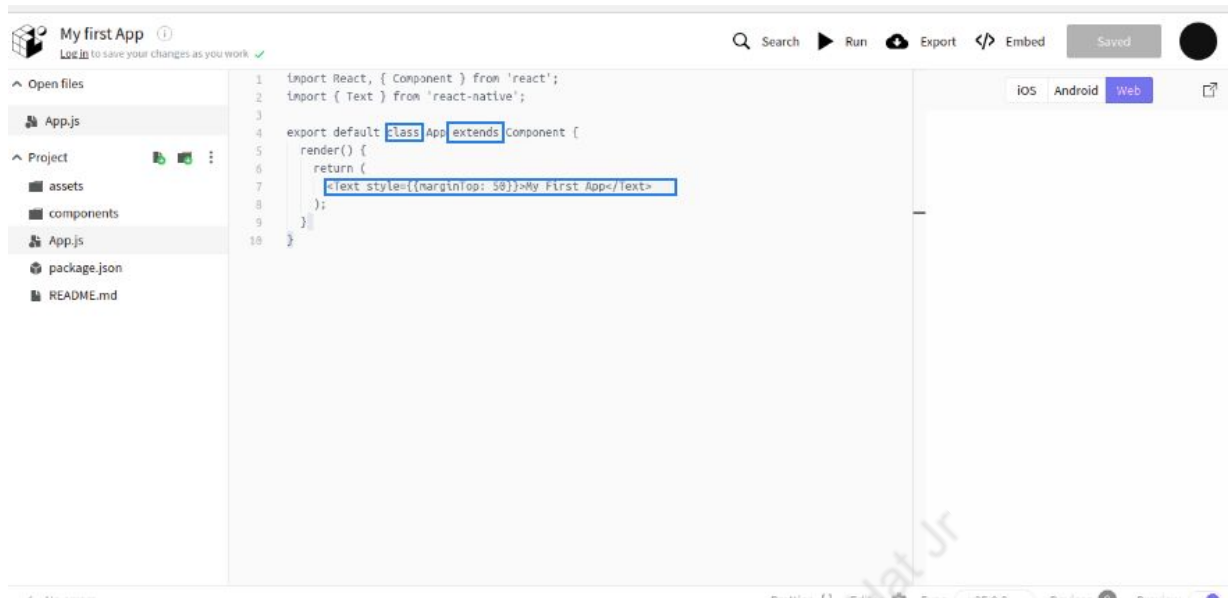 My first App
Log in to save your changes as you work
Search
Run
Export
</> Embed
Saved
Open files
App.js
Project
assets
components
App.js
package.json
README.md
1 import React, { Component } from 'react';
2 import { Text } from 'react-native';
3
4 export default class App extends Component {
5 render() {
6 return (
7 <Text style={{marginTop: 50}}>My First App</Text>
8 );
9 }
10 }
iOS Android Web